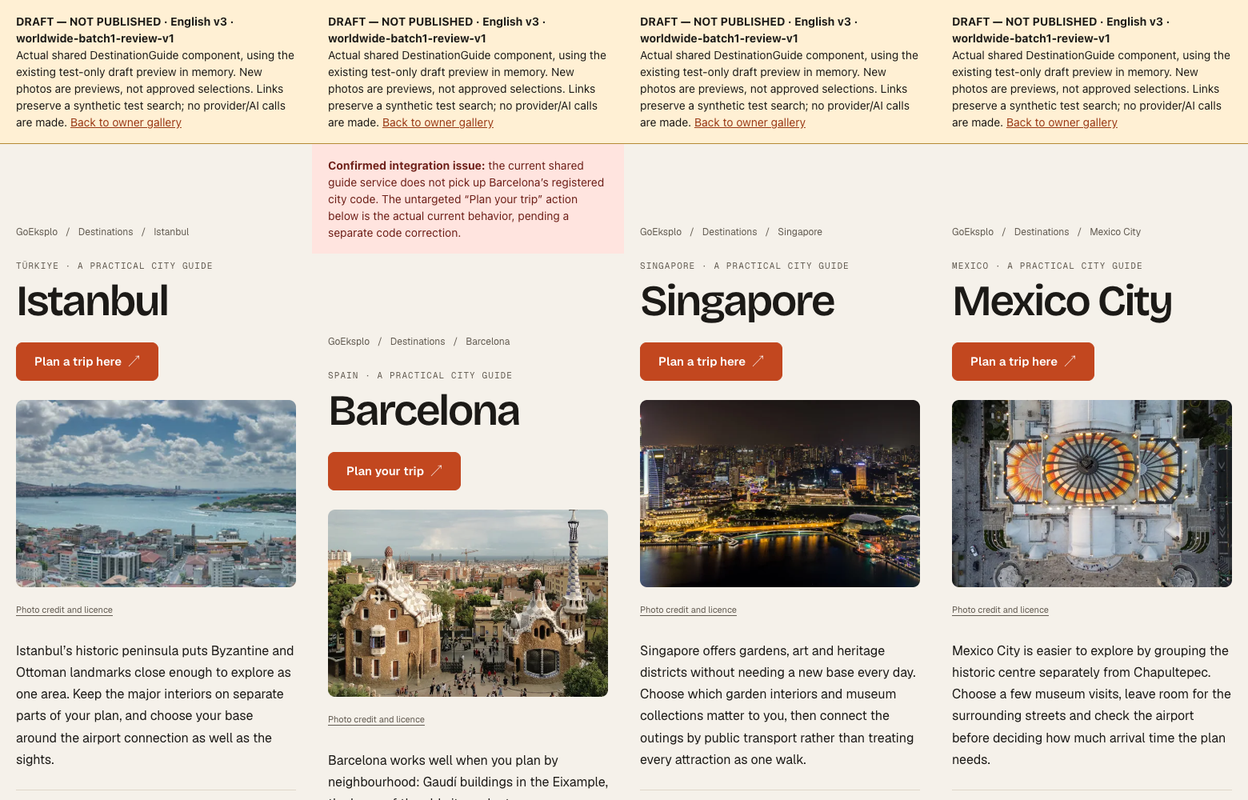 DRAFT — NOT PUBLISHED · English v3 ·
worldwide-batch1-review-v1
Actual shared DestinationGuide component, using the
existing test-only draft preview in memory. New
photos are previews, not approved selections. Links
preserve a synthetic test search; no provider/AI calls
are made. Back to owner gallery
GoEksplo / Destinations / Istanbul
TÜRKIYE · A PRACTICAL CITY GUIDE
Istanbul
Plan a trip here ↗
Photo credit and licence
Istanbul’s historic peninsula puts Byzantine and
Ottoman landmarks close enough to explore as
one area. Keep the major interiors on separate
parts of your plan, and choose your base
around the airport connection as well as the
sights.
DRAFT — NOT PUBLISHED · English v3 ·
worldwide-batch1-review-v1
Actual shared DestinationGuide component, using the
existing test-only draft preview in memory. New
photos are previews, not approved selections. Links
preserve a synthetic test search; no provider/AI calls
are made. Back to owner gallery
Confirmed integration issue: the current shared
guide service does not pick up Barcelona’s registered
city code. The untargeted “Plan your trip” action
below is the actual current behavior, pending a
separate code correction.
GoEksplo / Destinations / Barcelona
SPAIN · A PRACTICAL CITY GUIDE
Barcelona
Plan your trip ↗
Photo credit and licence
Barcelona works well when you plan by
neighbourhood: Gaudí buildings in the Eixample,
DRAFT — NOT PUBLISHED · English v3 ·
worldwide-batch1-review-v1
Actual shared DestinationGuide component, using the
existing test-only draft preview in memory. New
photos are previews, not approved selections. Links
preserve a synthetic test search; no provider/AI calls
are made. Back to owner gallery
GoEksplo / Destinations / Singapore
SINGAPORE · A PRACTICAL CITY GUIDE
Singapore
Plan a trip here ↗
Photo credit and licence
Singapore offers gardens, art and heritage
districts without needing a new base every day.
Choose which garden interiors and museum
collections matter to you, then connect the
outings by public transport rather than treating
every attraction as one walk.
DRAFT — NOT PUBLISHED · English v3 ·
worldwide-batch1-review-v1
Actual shared DestinationGuide component, using the
existing test-only draft preview in memory. New
photos are previews, not approved selections. Links
preserve a synthetic test search; no provider/AI calls
are made. Back to owner gallery
GoEksplo / Destinations / Mexico City
MEXICO · A PRACTICAL CITY GUIDE
Mexico City
Plan a trip here ↗
Photo credit and licence
Mexico City is easier to explore by grouping the
historic centre separately from Chapultepec.
Choose a few museum visits, leave room for the
surrounding streets and check the airport
before deciding how much arrival time the plan
needs.